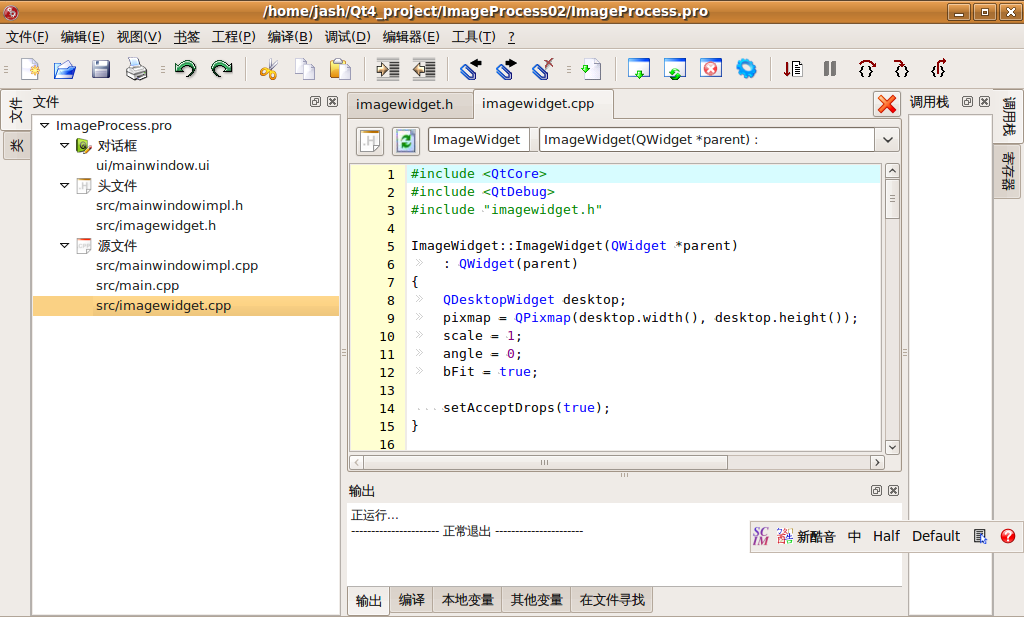 /home/jash/Qt4_project/ImageProcess02/ImageProcess.pro
文件(F) 编辑(E) 视图(V) 书签 工程(P) 编译(B) 调试(D) 编辑器(E) 工具(T) ?
文件
类
文件
ImageProcess.pro
对话框
ui/mainwindow.ui
头文件
src/mainwindowimpl.h
src/imagewidget.h
源文件
src/mainwindowimpl.cpp
src/main.cpp
src/imagewidget.cpp
imagewidget.h imagewidget.cpp
ImageWidget ImageWidget(QWidget *parent) :
1 #include <QtCore>
2 #include <QtDebug>
3 #include "imagewidget.h"
4
5 ImageWidget::ImageWidget(QWidget *parent)
6 : QWidget(parent)
7 {
8 QDesktopWidget desktop;
9 pixmap = QPixmap(desktop.width(), desktop.height());
10 scale = 1;
11 angle = 0;
12 bFit = true;
13
14 setAcceptDrops(true);
15 }
16
调用栈
调用栈
寄存器
输出
正运行...
---------------------- 正常退出 ----------------------
输出 编译 本地变量 其他变量 在文件寻找
SCIM 新酷音 中 Half Default